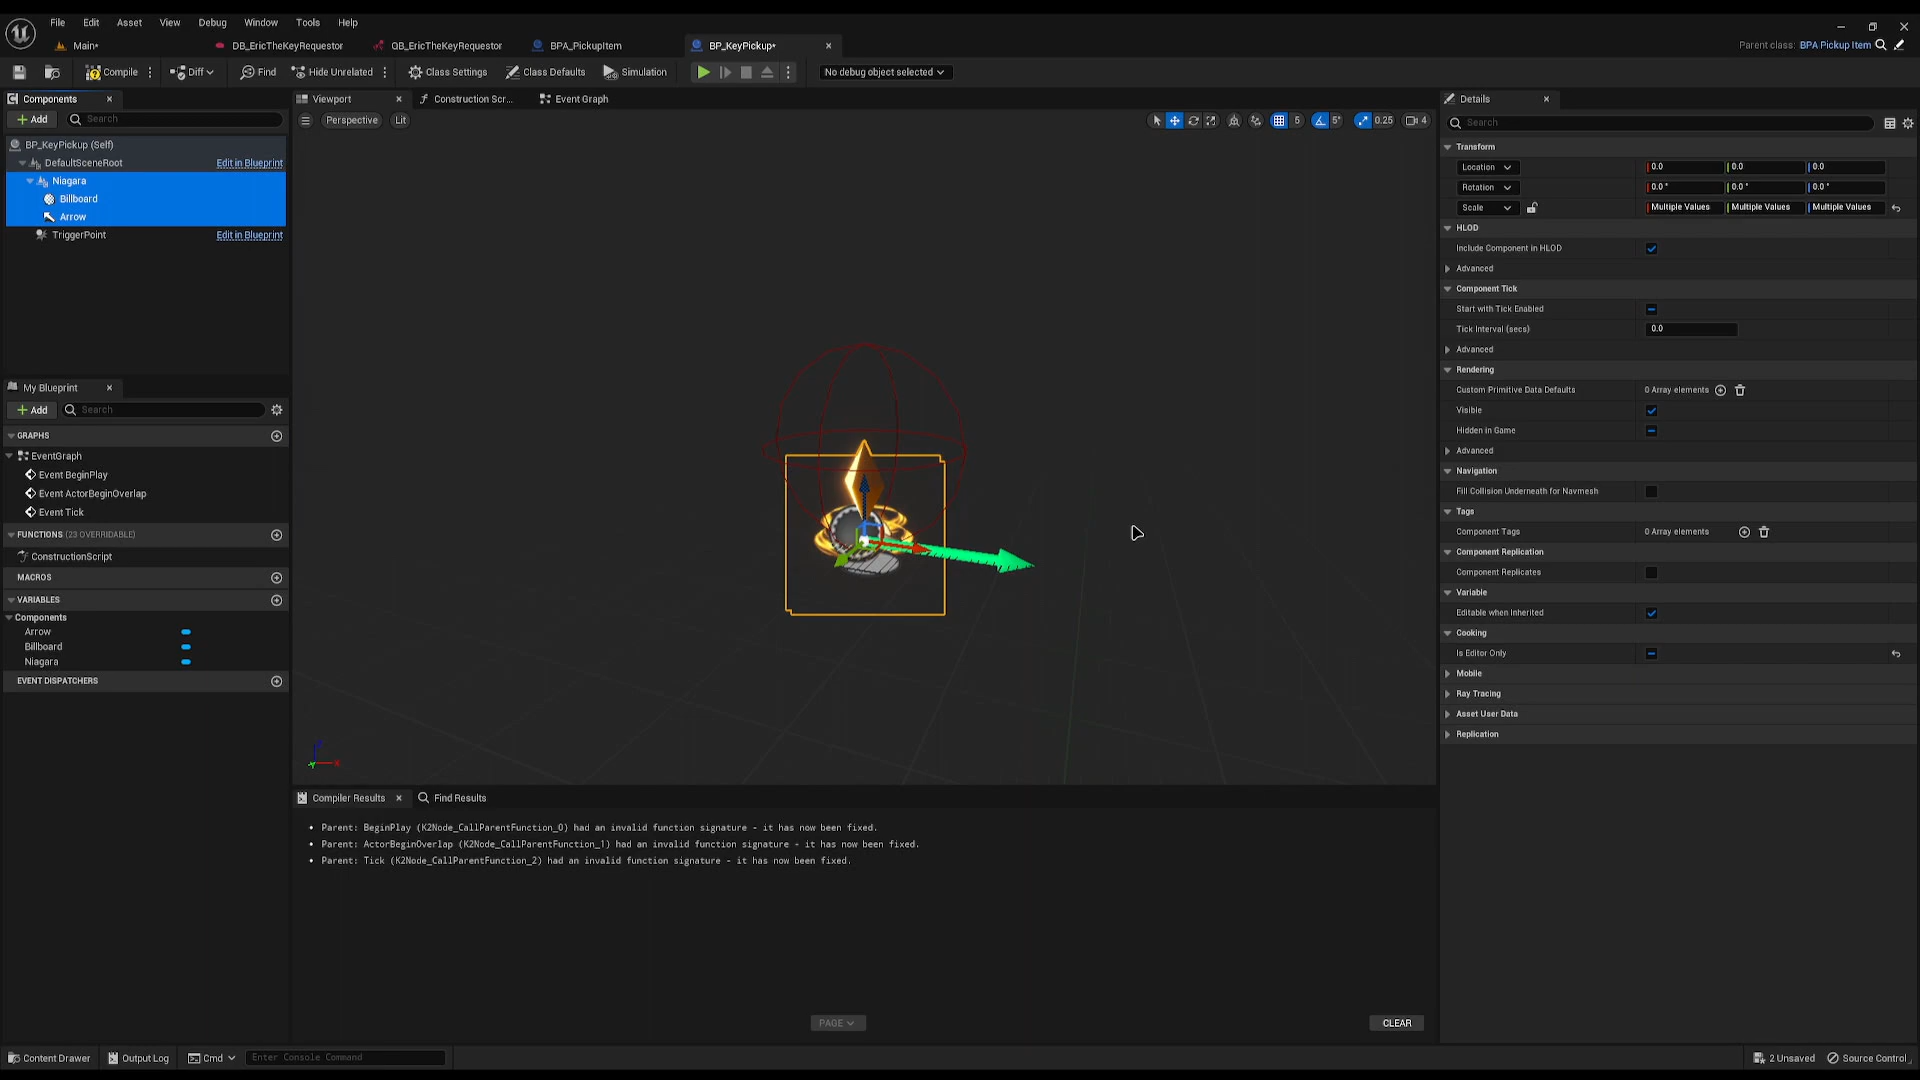 File Edit Asset View Debug Window Tools Help
Main* DB_EricTheKeyRequestor QB_EricTheKeyRequestor BPA_PickupItem BP_KeyPickup*
Parent class: BPA Pickup Item
Compile Diff Find Hide Unrelated Class Settings Class Defaults Simulation No debug object selected
Components
Add Search
BP_KeyPickup (Self)
DefaultSceneRoot Edit in Blueprint
Niagara
Billboard
Arrow
TriggerPoint Edit in Blueprint
My Blueprint
Add Search
GRAPHS
EventGraph
Event BeginPlay
Event ActorBeginOverlap
Event Tick
FUNCTIONS (23 OVERRIDABLE)
ConstructionScript
MACROS
VARIABLES
Components
Arrow
Billboard
Niagara
EVENT DISPATCHERS
Viewport Construction Scr... Event Graph
Perspective Lit 5 5° 0.25 4
Z
X
Y
Compiler Results Find Results
• Parent: BeginPlay (K2Node_CallParentFunction_0) had an invalid function signature - it has now been fixed.
• Parent: ActorBeginOverlap (K2Node_CallParentFunction_1) had an invalid function signature - it has now been fixed.
• Parent: Tick (K2Node_CallParentFunction_2) had an invalid function signature - it has now been fixed.
PAGE CLEAR
Details
Search
Transform
Location 0.0 0.0 0.0
Rotation 0.0° 0.0° 0.0°
Scale Multiple Values Multiple Values Multiple Values
HLOD
Include Component in HLOD
Advanced
Component Tick
Start with Tick Enabled
Tick Interval (secs) 0.0
Advanced
Rendering
Custom Primitive Data Defaults 0 Array elements
Visible
Hidden in Game
Advanced
Navigation
Fill Collision Underneath for Navmesh
Tags
Component Tags 0 Array elements
Component Replication
Component Replicates
Variable
Editable when Inherited
Cooking
Is Editor Only
Mobile
Ray Tracing
Asset User Data
Replication
Content Drawer Output Log Cmd Enter Console Command 2 Unsaved Source Control